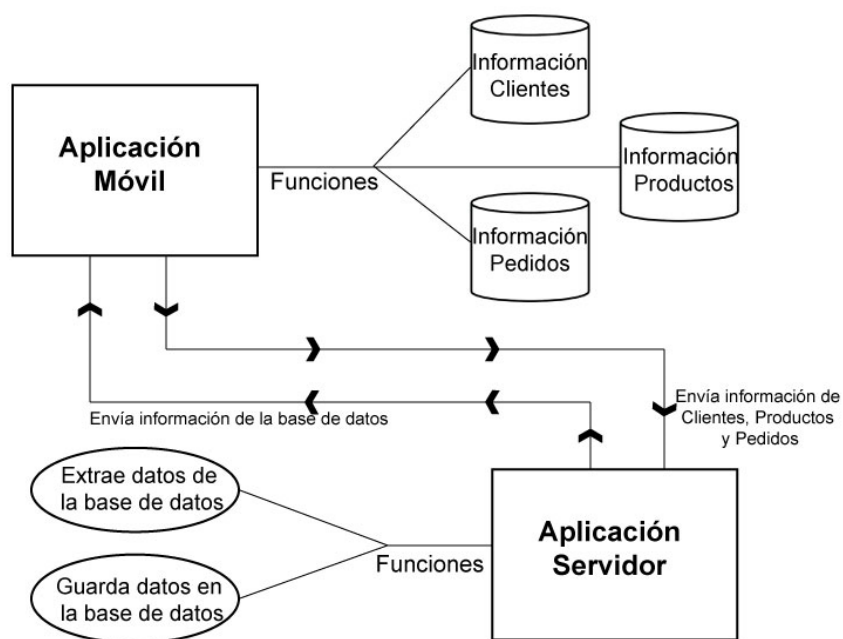 Información
Clientes
Aplicación
Móvil
Funciones
Información
Productos
Información
Pedidos
Envía información de
Clientes, Productos
y Pedidos
Envía información de la base de datos
Extrae datos de
la base de datos
Aplicación
Servidor
Funciones
Guarda datos en
la base de datos